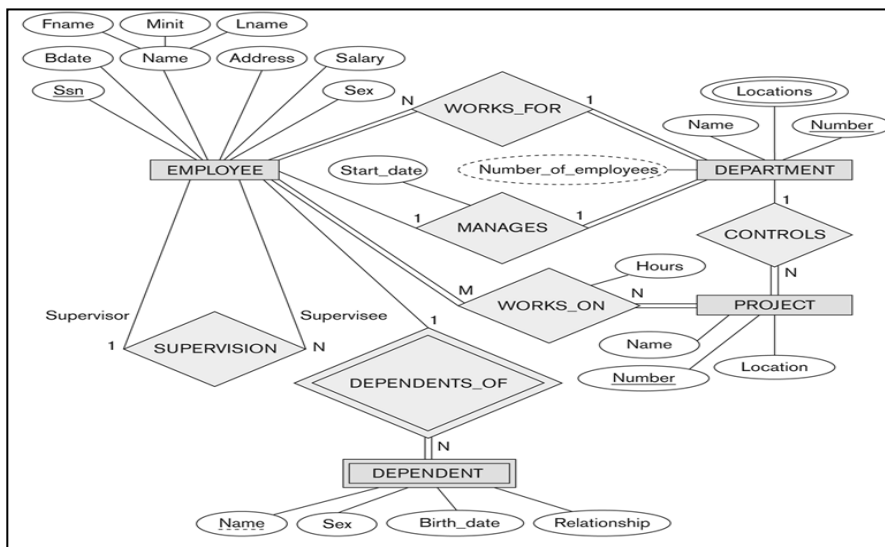 Fname Minit Lname
Bdate Name Address Salary
Ssn Sex
N WORKS_FOR 1
Locations
Name Number
EMPLOYEE Start_date Number_of_employees DEPARTMENT
1 MANAGES 1
1
CONTROLS
N
Hours
M WORKS_ON N PROJECT
Supervisor Supervisee
1 SUPERVISION N
1
Name
Number Location
DEPENDENTS_OF
N
DEPENDENT
Name Sex Birth_date Relationship